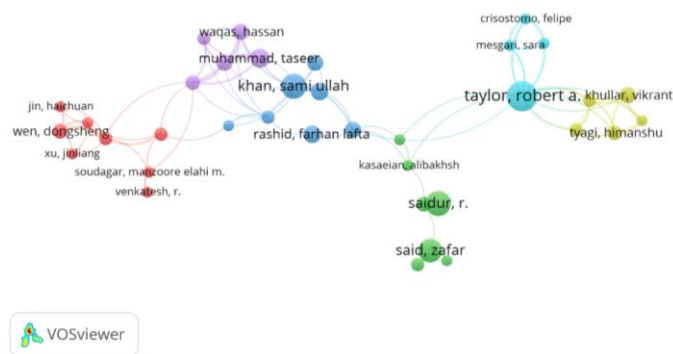 crisostomo, felipe
waqas, hassan
mesgari, sara
muhammad, taseer
khan, sami ullah
taylor, robert a.
khullar, vikrant
jin, haichuan
wen, dongsheng
rashid, farhan lafta
tyagi, himanshu
xu, jinliang
kasaeian, alibakhsh
soudagar, manzoore elahi m.
venkatesh, r.
saidur, r.
said, zafar
VOSviewer